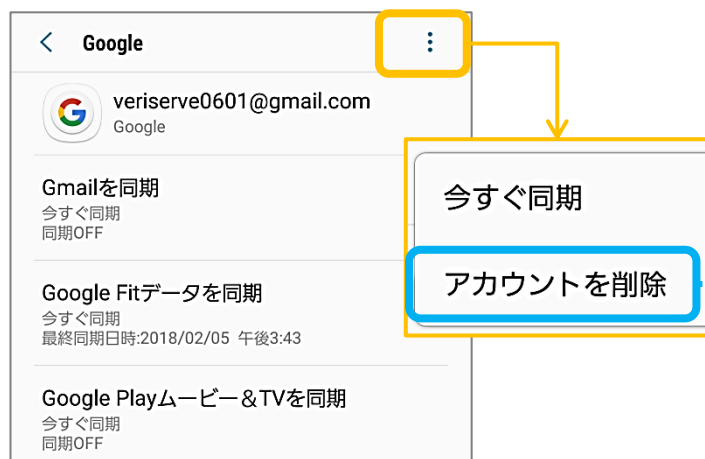 Google
veriserve0601@gmail.com
Google
Gmailを同期
今すぐ同期
同期OFF
Google Fitデータを同期
今すぐ同期
最終同期日時:2018/02/05 午後3:43
Google Playムービー＆TVを同期
今すぐ同期
同期OFF
今すぐ同期
アカウントを削除